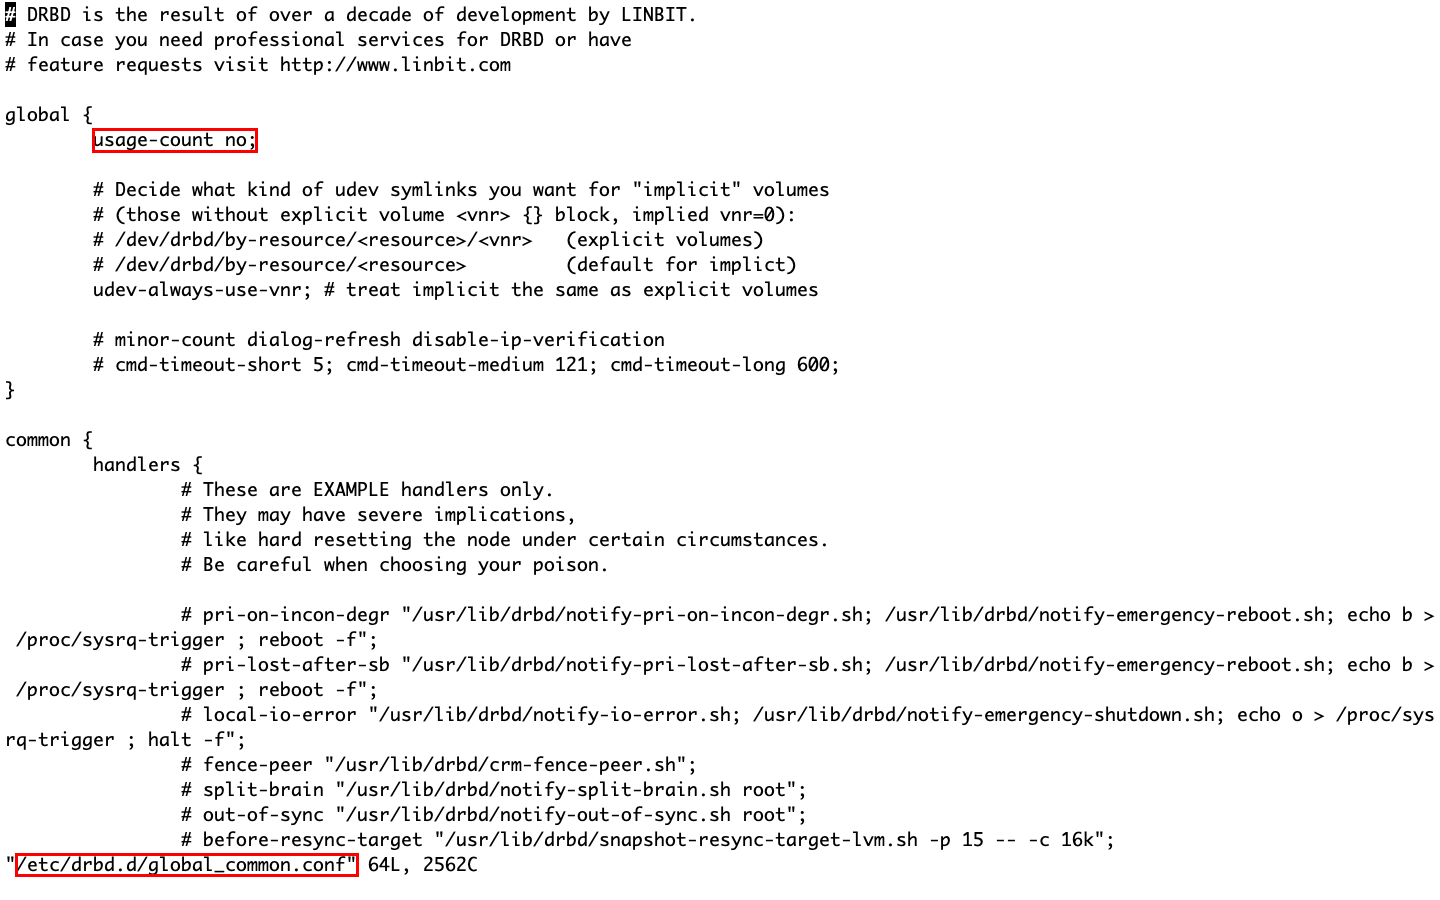 # DRBD is the result of over a decade of development by LINBIT.
# In case you need professional services for DRBD or have
# feature requests visit http://www.linbit.com
global {
usage-count no;
# Decide what kind of udev symlinks you want for "implicit" volumes
# (those without explicit volume <vnr> {} block, implied vnr=0):
# /dev/drbd/by-resource/<resource>/<vnr>   (explicit volumes)
# /dev/drbd/by-resource/<resource>         (default for implict)
udev-always-use-vnr; # treat implicit the same as explicit volumes
# minor-count dialog-refresh disable-ip-verification
# cmd-timeout-short 5; cmd-timeout-medium 121; cmd-timeout-long 600;
}
common {
handlers {
# These are EXAMPLE handlers only.
# They may have severe implications,
# like hard resetting the node under certain circumstances.
# Be careful when choosing your poison.
# pri-on-incon-degr "/usr/lib/drbd/notify-pri-on-incon-degr.sh; /usr/lib/drbd/notify-emergency-reboot.sh; echo b >
/proc/sysrq-trigger ; reboot -f";
# pri-lost-after-sb "/usr/lib/drbd/notify-pri-lost-after-sb.sh; /usr/lib/drbd/notify-emergency-reboot.sh; echo b >
/proc/sysrq-trigger ; reboot -f";
# local-io-error "/usr/lib/drbd/notify-io-error.sh; /usr/lib/drbd/notify-emergency-shutdown.sh; echo o > /proc/sys
rq-trigger ; halt -f";
# fence-peer "/usr/lib/drbd/crm-fence-peer.sh";
# split-brain "/usr/lib/drbd/notify-split-brain.sh root";
# out-of-sync "/usr/lib/drbd/notify-out-of-sync.sh root";
# before-resync-target "/usr/lib/drbd/snapshot-resync-target-lvm.sh -p 15 -- -c 16k";
"/etc/drbd.d/global_common.conf" 64L, 2562C